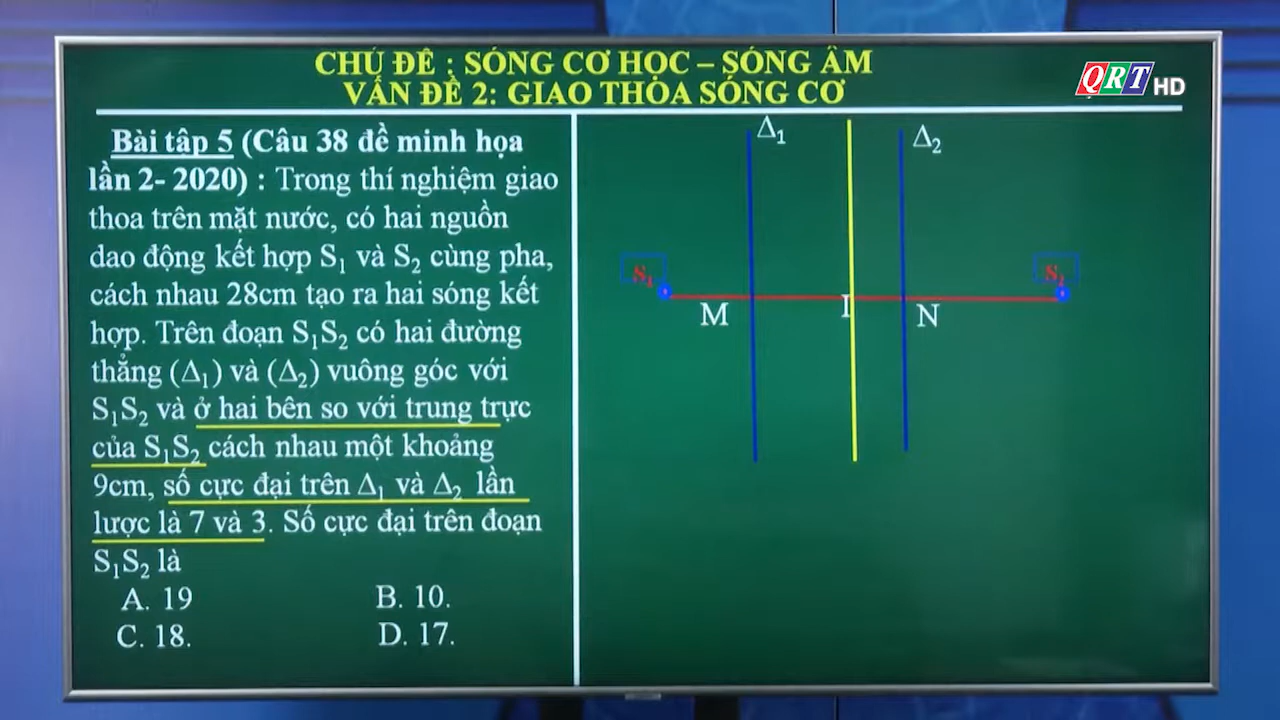 CHỦ ĐỀ : SÓNG CƠ HỌC – SÓNG ÂM
VẤN ĐỀ 2: GIAO THOA SÓNG CƠ
QRT HD
Bài tập 5 (Câu 38 đề minh họa
lần 2- 2020) : Trong thí nghiệm giao
thoa trên mặt nước, có hai nguồn
dao động kết hợp S₁ và S₂ cùng pha,
cách nhau 28cm tạo ra hai sóng kết
hợp. Trên đoạn S₁S₂ có hai đường
thẳng (Δ₁) và (Δ₂) vuông góc với
S₁S₂ và ở hai bên so với trung trực
của S₁S₂ cách nhau một khoảng
9cm, số cực đại trên Δ₁ và Δ₂ lần
lược là 7 và 3. Số cực đại trên đoạn
S₁S₂ là
A. 19 B. 10.
C. 18. D. 17.
Δ₁ Δ₂
S₁
M I N